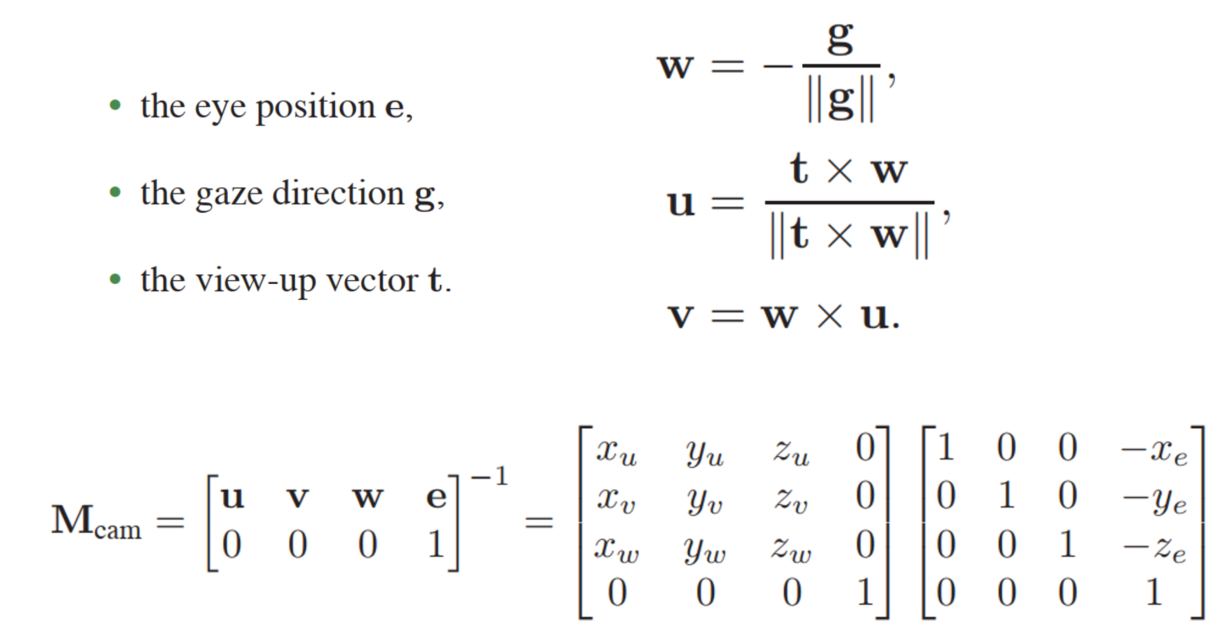 • the eye position e,
• the gaze direction g,
• the view-up vector t.
w = − g / ‖g‖,
u = t × w / ‖t × w‖,
v = w × u.
M_cam = [u v w e; 0 0 0 1]^−1 = [x_u y_u z_u 0; x_v y_v z_v 0; x_w y_w z_w 0; 0 0 0 1] [1 0 0 −x_e; 0 1 0 −y_e; 0 0 1 −z_e; 0 0 0 1]